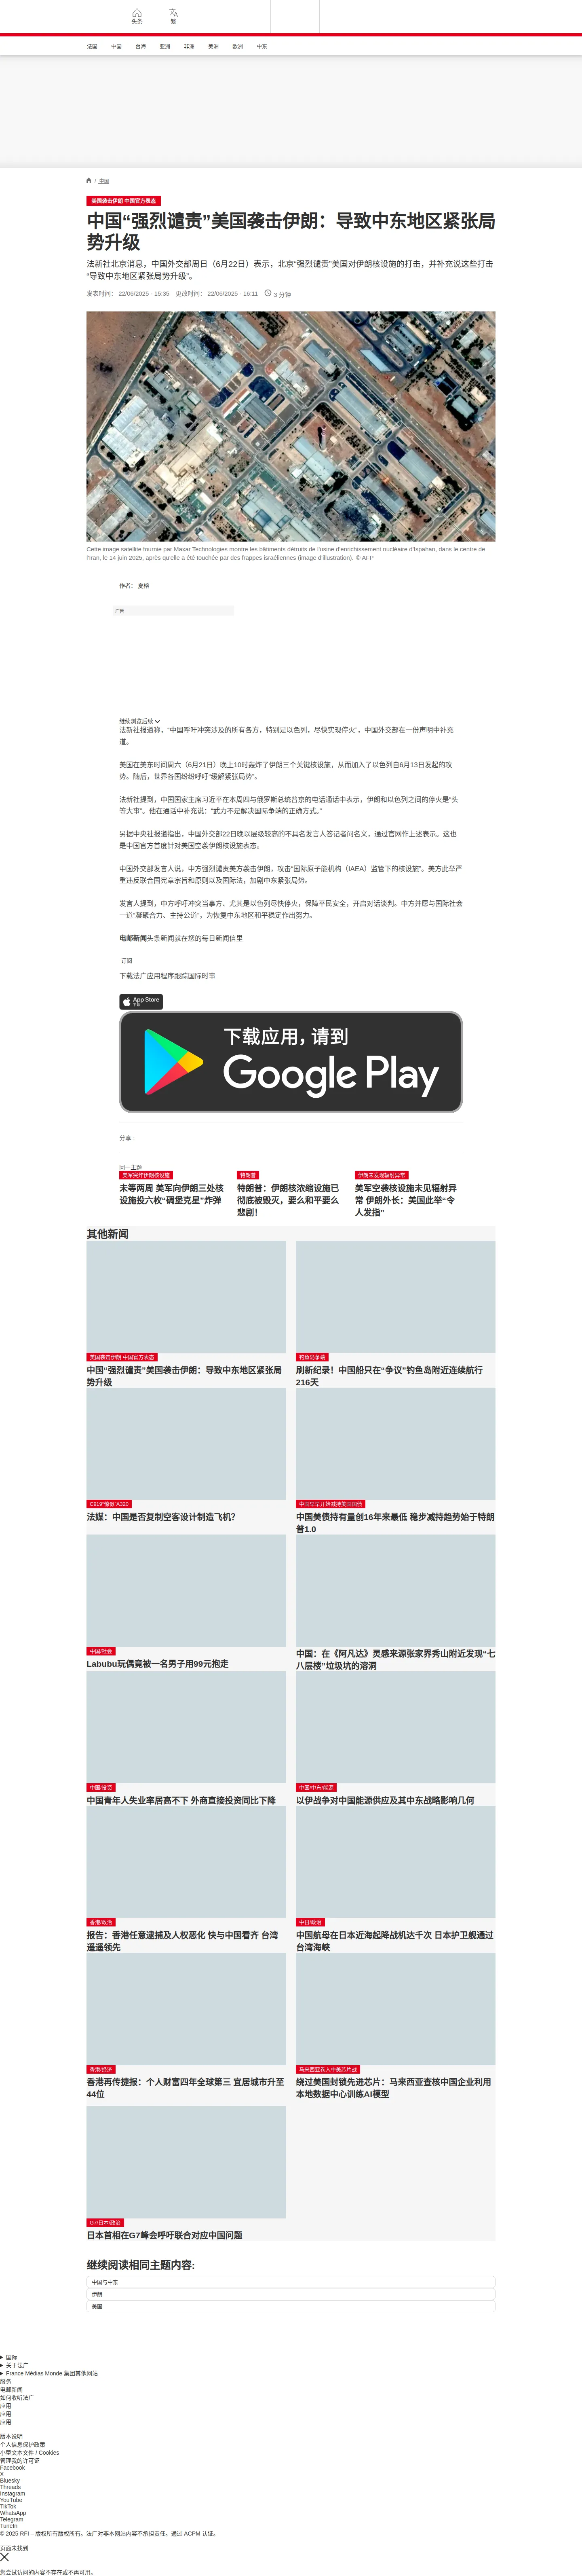 头条
繁
法国 中国 台海 亚洲 非洲 美洲 欧洲 中东
/ 中国
美国袭击伊朗 中国官方表态
中国“强烈谴责”美国袭击伊朗：导致中东地区紧张局
势升级
法新社北京消息，中国外交部周日（6月22日）表示，北京“强烈谴责”美国对伊朗核设施的打击，并补充说这些打击
“导致中东地区紧张局势升级”。
发表时间： 22/06/2025 - 15:35 更改时间： 22/06/2025 - 16:11 3 分钟
Cette image satellite fournie par Maxar Technologies montre les bâtiments détruits de l'usine d'enrichissement nucléaire d'Ispahan, dans le centre de
l'Iran, le 14 juin 2025, après qu'elle a été touchée par des frappes israéliennes (image d'illustration). © AFP
作者： 夏榕
广告
继续浏览后续
法新社报道称，“中国呼吁冲突涉及的所有各方，特别是以色列，尽快实现停火”，中国外交部在一份声明中补充
道。
美国在美东时间周六（6月21日）晚上10时轰炸了伊朗三个关键核设施，从而加入了以色列自6月13日发起的攻
势。随后，世界各国纷纷呼吁“缓解紧张局势”。
法新社提到，中国国家主席习近平在本周四与俄罗斯总统普京的电话通话中表示，伊朗和以色列之间的停火是“头
等大事”。他在通话中补充说：“武力不是解决国际争端的正确方式。”
另据中央社报道指出，中国外交部22日晚以层级较高的不具名发言人答记者问名义，通过官网作上述表示。这也
是中国官方首度针对美国空袭伊朗核设施表态。
中国外交部发言人说，中方强烈谴责美方袭击伊朗，攻击“国际原子能机构（IAEA）监管下的核设施”。美方此举严
重违反联合国宪章宗旨和原则以及国际法，加剧中东紧张局势。
发言人提到，中方呼吁冲突当事方、尤其是以色列尽快停火，保障平民安全，开启对话谈判。中方并愿与国际社会
一道“凝聚合力、主持公道”，为恢复中东地区和平稳定作出努力。
电邮新闻头条新闻就在您的每日新闻信里
订阅
下载法广应用程序跟踪国际时事
App Store
下载
下载应用，请到
Google Play
分享 :
同一主题
美军突炸伊朗核设施
未等两周 美军向伊朗三处核
设施投六枚“碉堡克星”炸弹
特朗普
特朗普：伊朗核浓缩设施已
彻底被毁灭，要么和平要么
悲剧！
伊朗未发现辐射异常
美军空袭核设施未见辐射异
常 伊朗外长：美国此举“令
人发指”
其他新闻
美国袭击伊朗 中国官方表态
中国“强烈谴责”美国袭击伊朗：导致中东地区紧张局
势升级
钓鱼岛争端
刷新纪录！中国船只在“争议”钓鱼岛附近连续航行
216天
C919“酷似”A320
法媒：中国是否复制空客设计制造飞机？
中国早早开始减持美国国债
中国美债持有量创16年来最低 稳步减持趋势始于特朗
普1.0
中国/社会
Labubu玩偶竟被一名男子用99元抱走
中国：在《阿凡达》灵感来源张家界秀山附近发现“七
八层楼”垃圾坑的溶洞
中国/投资
中国青年人失业率居高不下 外商直接投资同比下降
中国/中东/能源
以伊战争对中国能源供应及其中东战略影响几何
香港/政治
报告：香港任意逮捕及人权恶化 快与中国看齐 台湾
遥遥领先
中日/政治
中国航母在日本近海起降战机达千次 日本护卫舰通过
台湾海峡
香港/经济
香港再传捷报：个人财富四年全球第三 宜居城市升至
44位
马来西亚卷入中美芯片战
绕过美国封锁先进芯片：马来西亚查核中国企业利用
本地数据中心训练AI模型
G7/日本/政治
日本首相在G7峰会呼吁联合对应中国问题
继续阅读相同主题内容:
中国与中东
伊朗
美国
国际
关于法广
France Médias Monde 集团其他网站
服务
电邮新闻
如何收听法广
应用
应用
应用
版本说明
个人信息保护政策
小型文本文件 / Cookies
管理我的许可证
Facebook
X
Bluesky
Threads
Instagram
YouTube
TikTok
WhatsApp
Telegram
TuneIn
© 2025 RFI – 版权所有版权所有。法广对非本网站内容不承担责任。通过 ACPM 认证。
页面未找到
您尝试访问的内容不存在或不再可用。